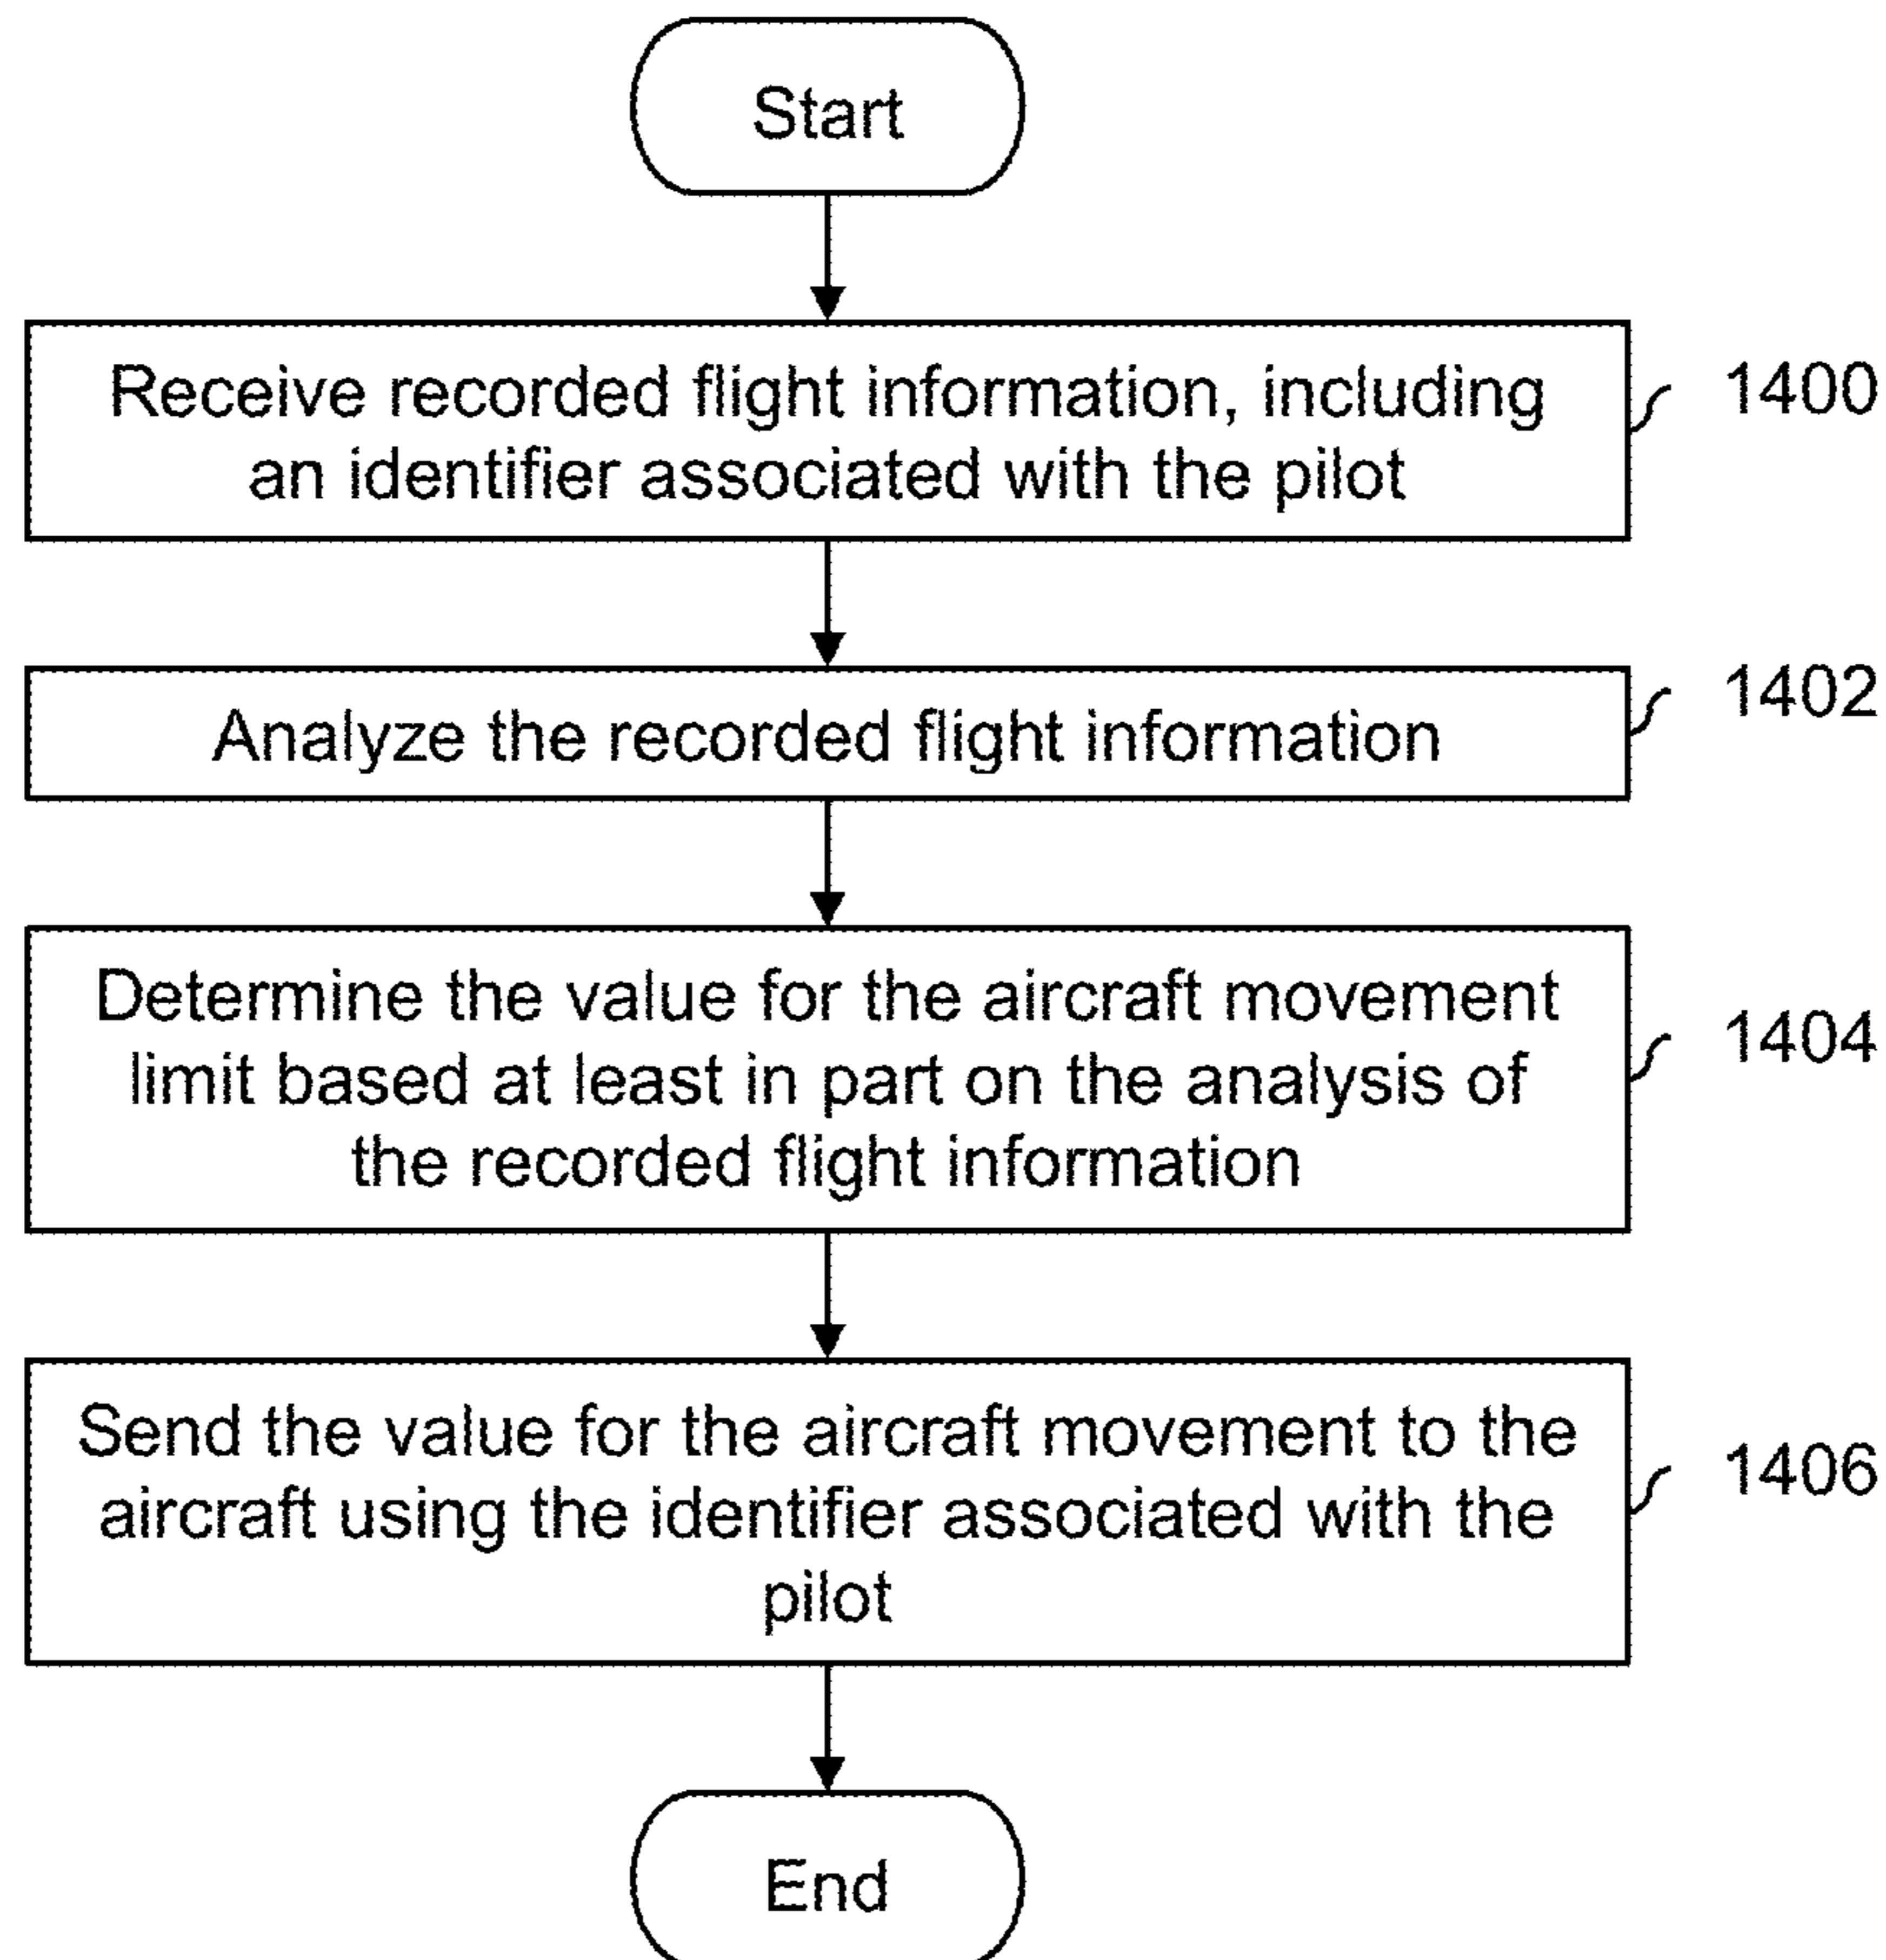 Start
Receive recorded flight information, including
an identifier associated with the pilot
1400
Analyze the recorded flight information
1402
Determine the value for the aircraft movement
limit based at least in part on the analysis of
the recorded flight information
1404
Send the value for the aircraft movement to the
aircraft using the identifier associated with the
pilot
1406
End